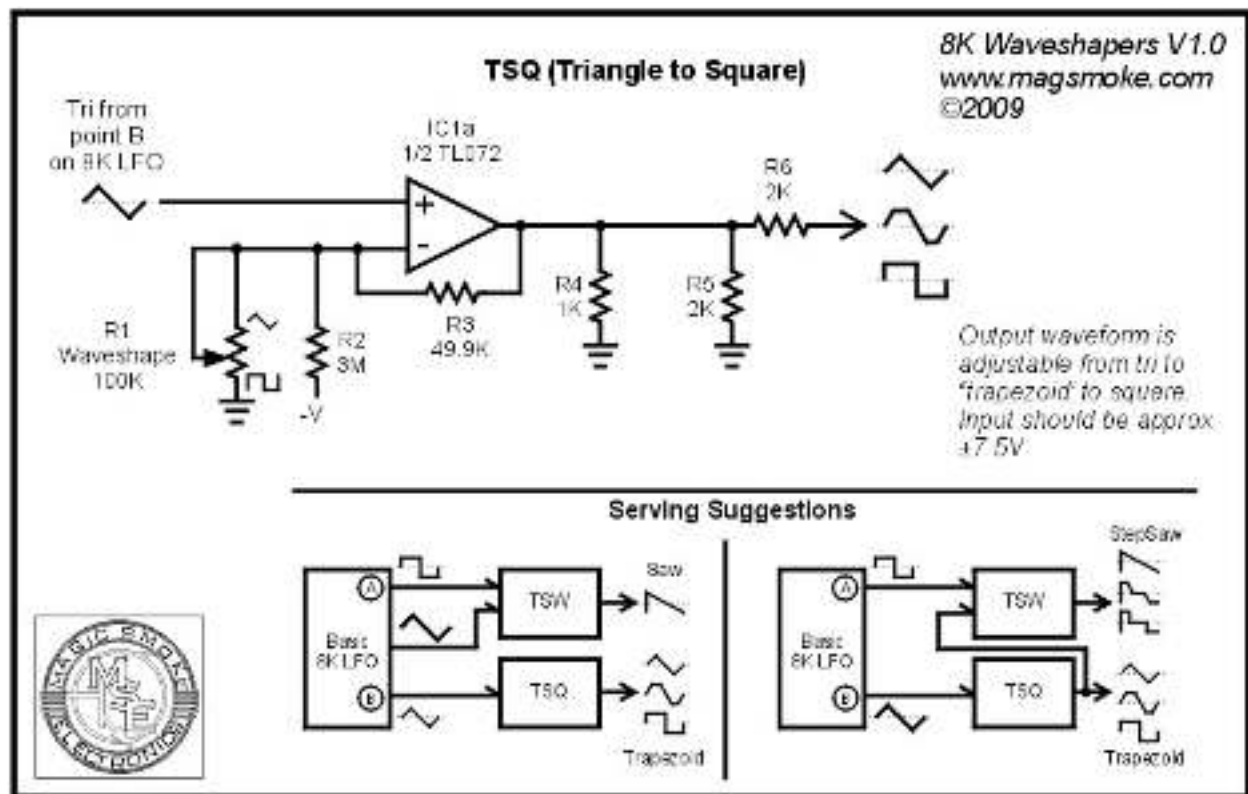 8K Waveshapers V1.0
www.magsmoke.com
©2009
TSQ (Triangle to Square)
Tri from
point B
on 8K LFO
IC1a
1/2 TL072
+
-
R6
2K
R1
Waveshape
100K
R2
3M
-V
R3
49.9K
R4
1K
R5
2K
Output waveform is
adjustable from tri to
"trapezoid" to square.
Input should be approx
±7.5V
Serving Suggestions
A
Basic
8K LFO
B
TSW
TSQ
Saw
Trapezoid
A
Basic
8K LFO
B
TSW
TSQ
StepSaw
Trapezoid
MAGIC SMOKE
ELECTRONICS